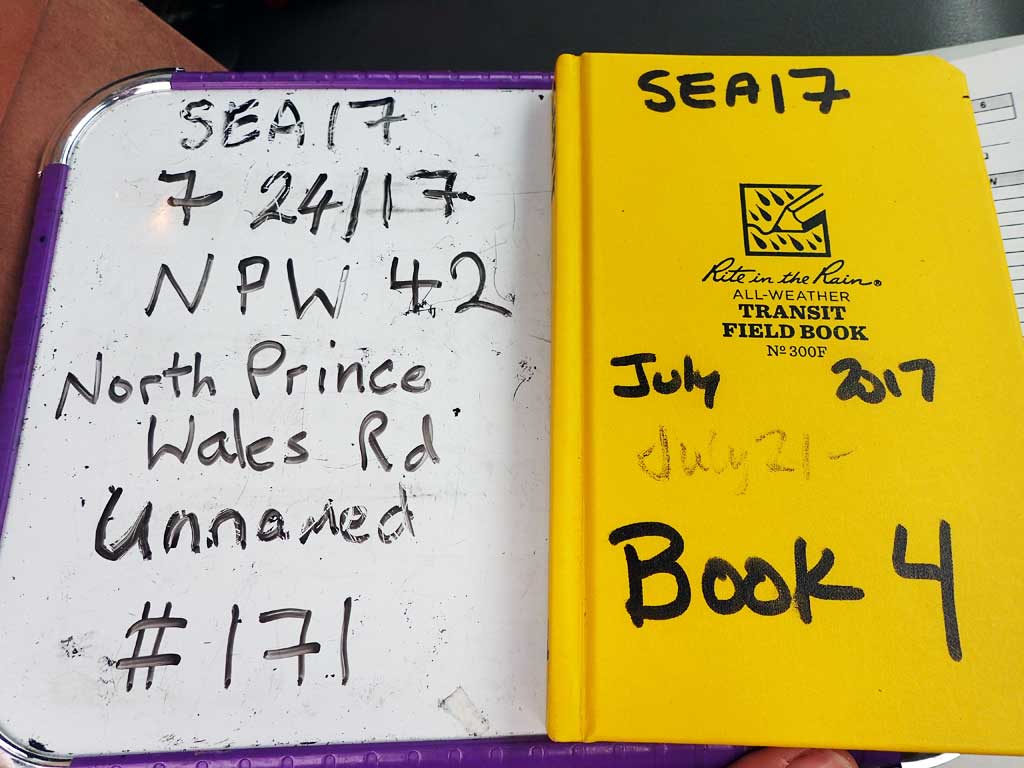 SEA17
7 24/17
NPW 42
North Prince
Wales Rd
Unnamed
#171
SEA17
Rite in the Rain®
ALL-WEATHER
TRANSIT
FIELD BOOK
Nº 300F
July 2017
July 21-
Book 4
6